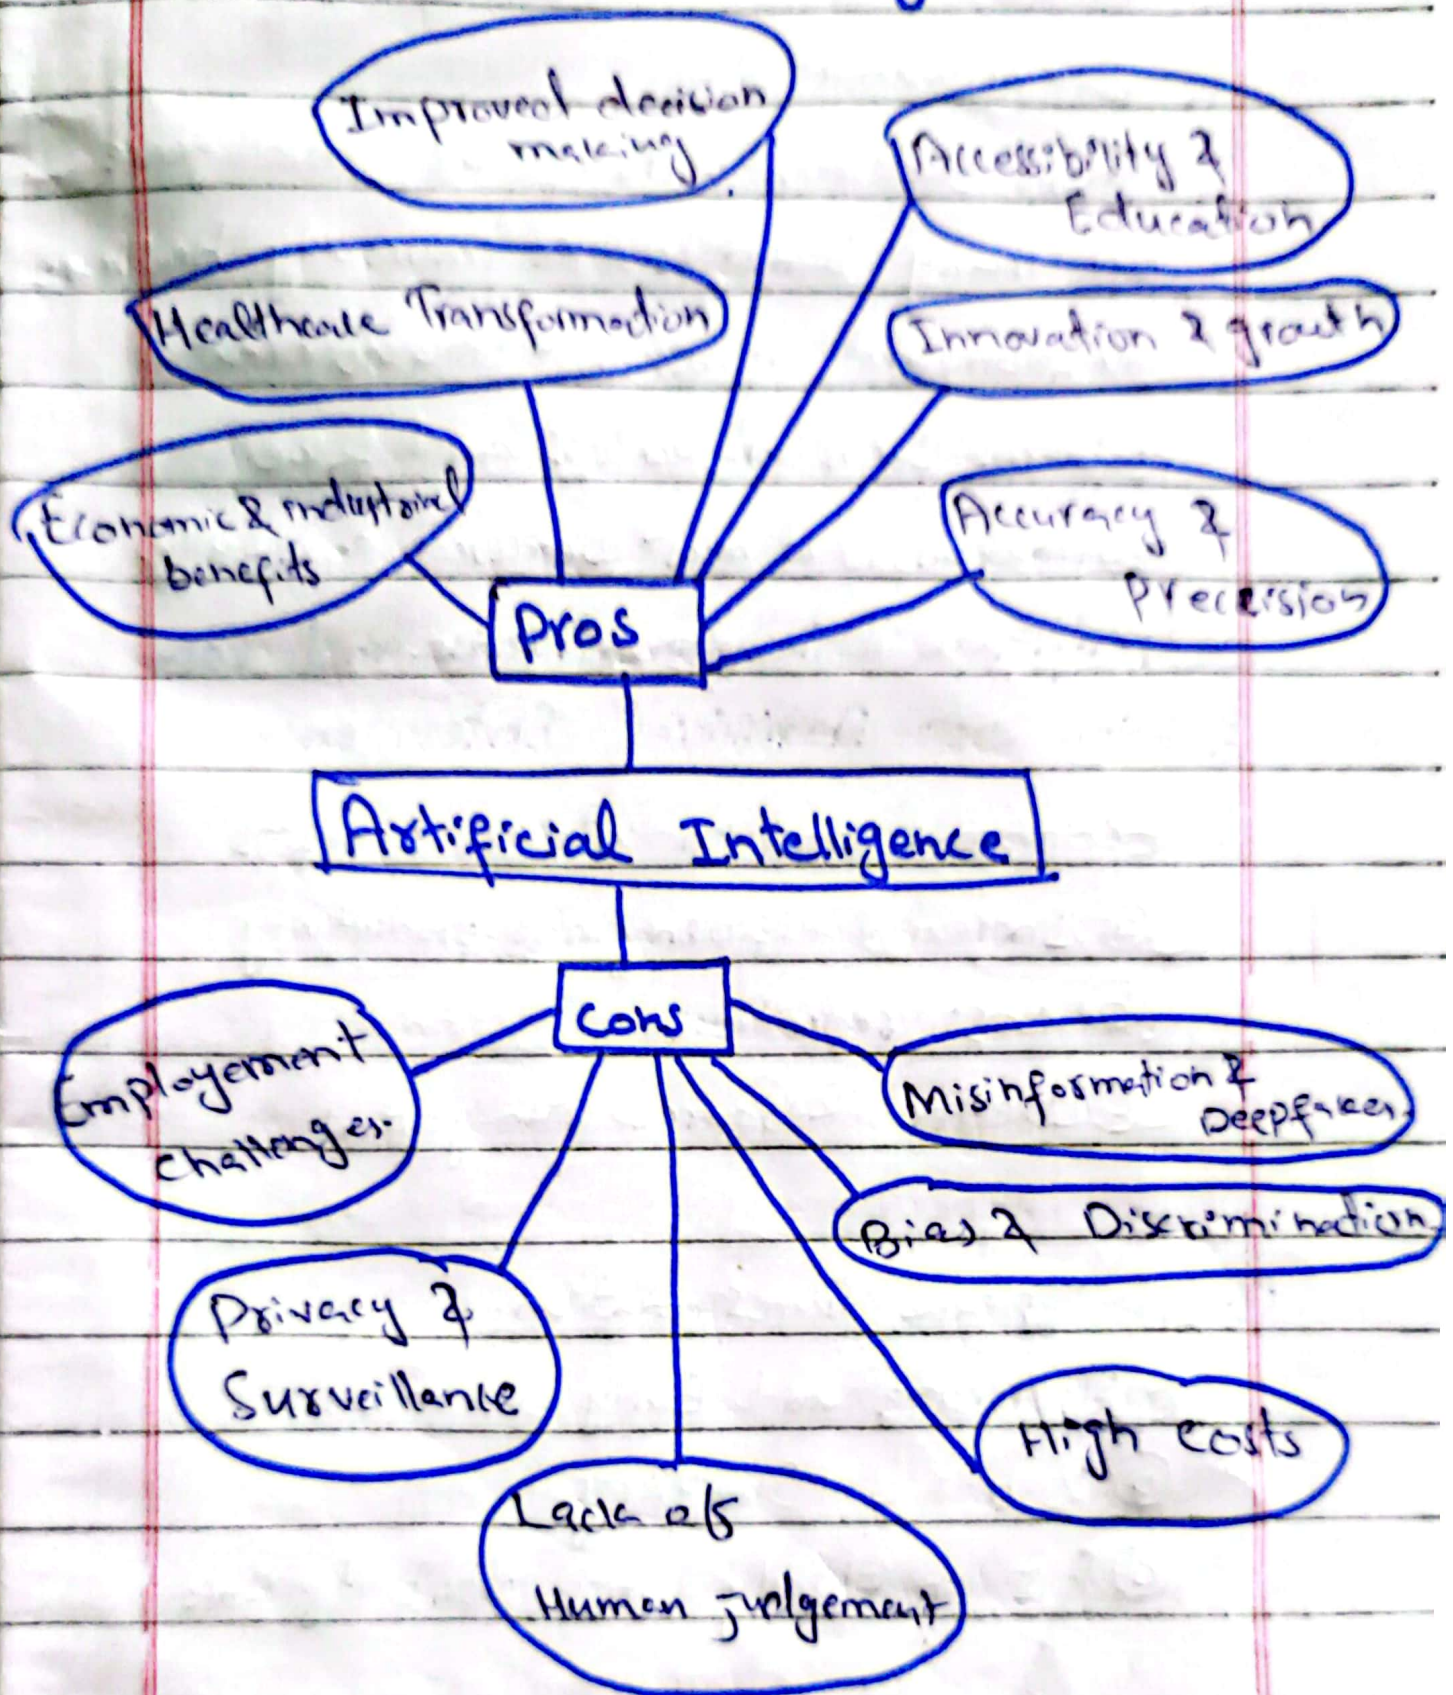 Improved decision
making
Accessibility &
Education
Healthcare Transformation
Innovation & growth
Economic & industrial
benefits
Accuracy &
Precision
Pros
Artificial Intelligence
Cons
Employement
challenges.
Misinformation &
Deepfakes.
Bias & Discrimination
Privacy &
Surveillance
High costs
Lack of
Human judgement